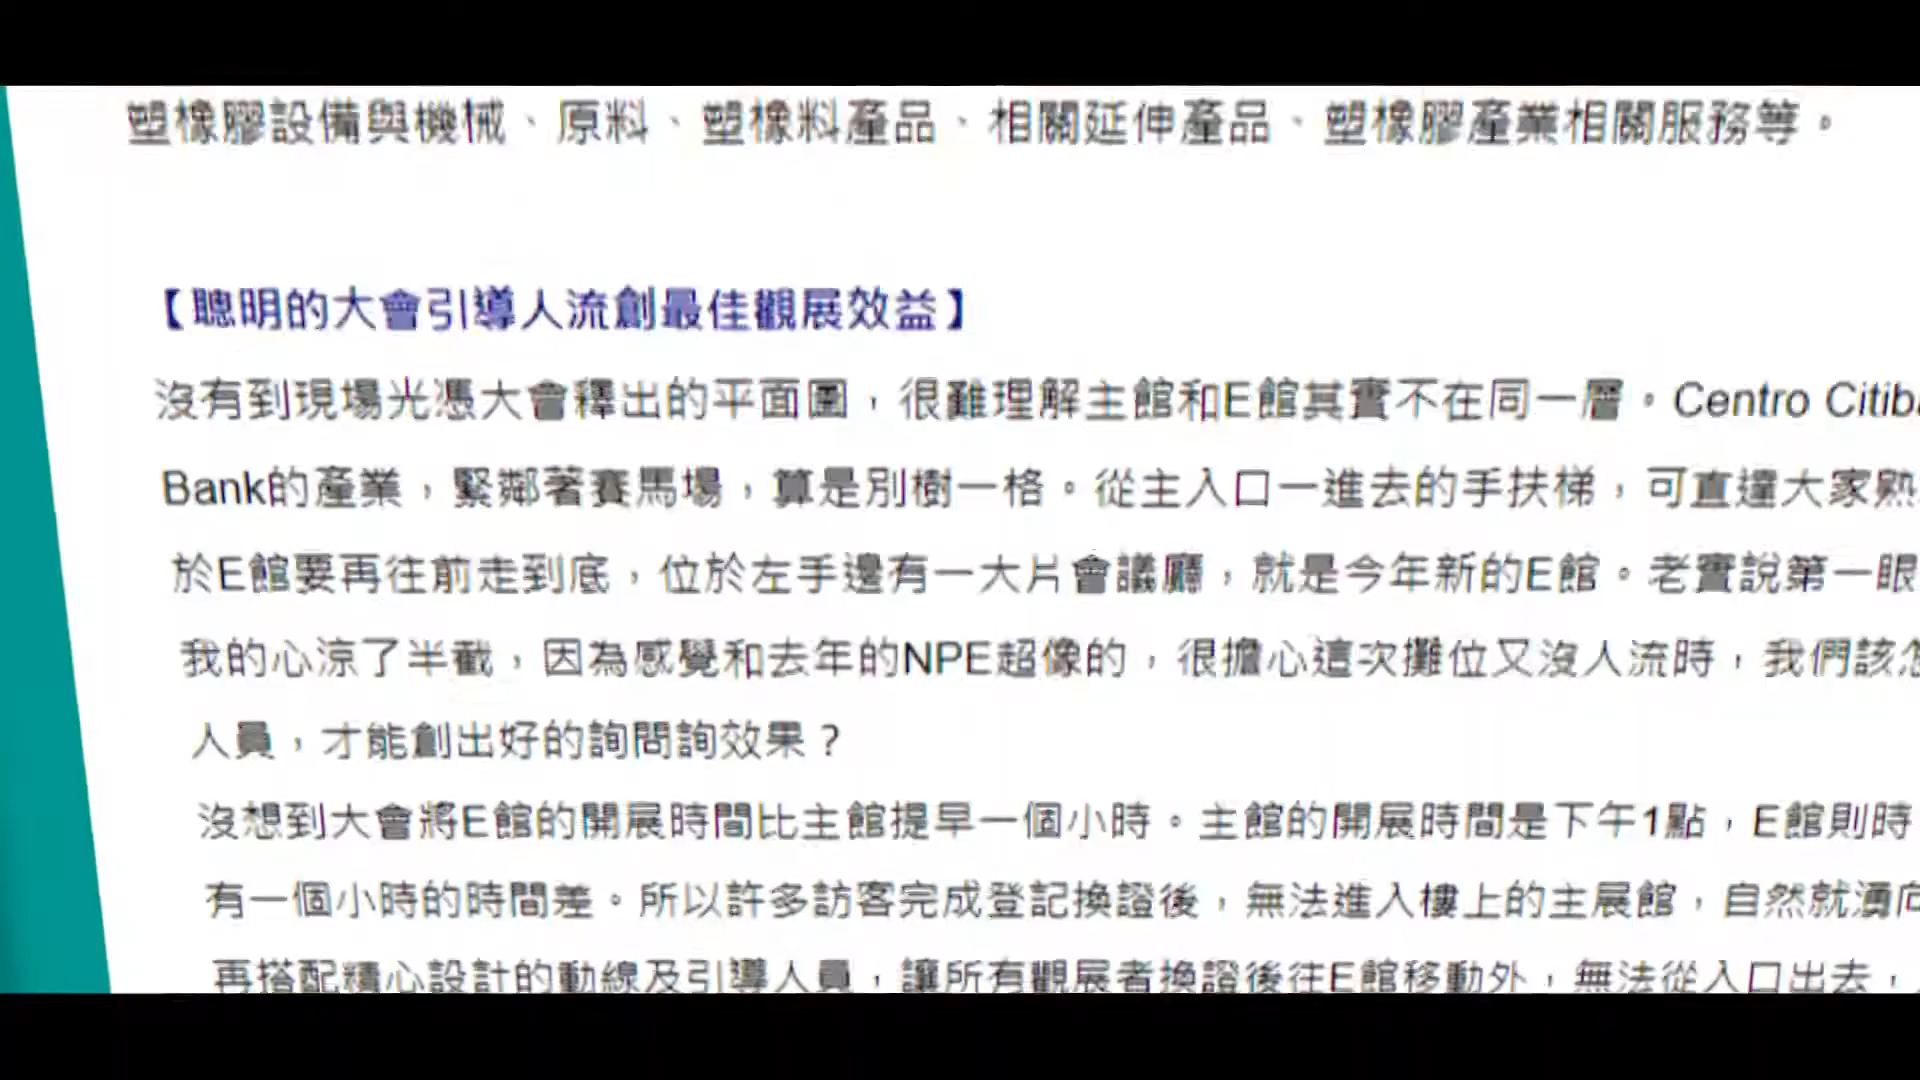 塑橡膠設備與機械、原料、塑橡料產品、相關延伸產品、塑橡膠產業相關服務等。
【聰明的大會引導人流創最佳觀展效益】
沒有到現場光憑大會釋出的平面圖，很難理解主館和E館其實不在同一層。Centro Citib
Bank的產業，緊鄰著賽馬場，算是別樹一格。從主入口一進去的手扶梯，可直達大家熟
於E館要再往前走到底，位於左手邊有一大片會議廳，就是今年新的E館。老實說第一眼
我的心涼了半截，因為感覺和去年的NPE超像的，很擔心這次攤位又沒人流時，我們該怎
人員，才能創出好的詢問詢效果？
沒想到大會將E館的開展時間比主館提早一個小時。主館的開展時間是下午1點，E館則時
有一個小時的時間差。所以許多訪客完成登記換證後，無法進入樓上的主展館，自然就湧向
再搭配精心設計的動線及引導人員，讓所有觀展者換證後往E館移動外，無法從入口出去，